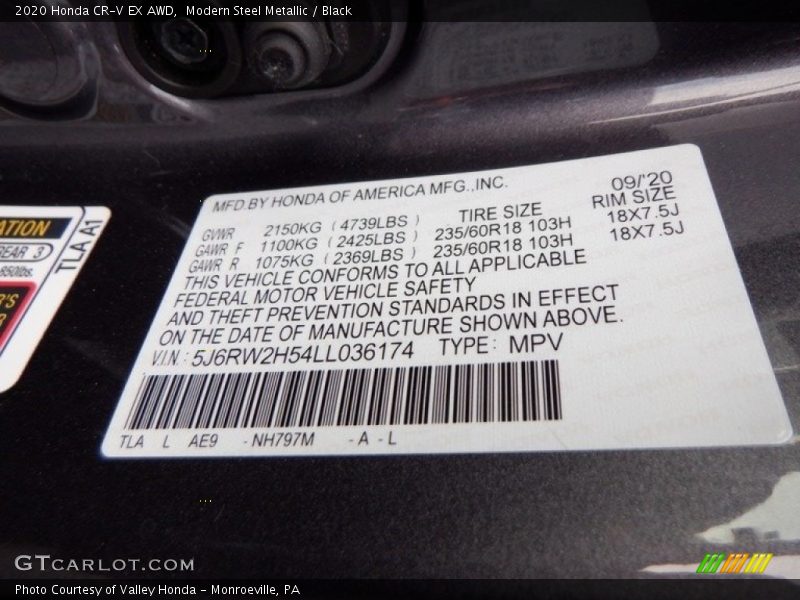 2020 Honda CR-V EX AWD,  Modern Steel Metallic / Black
MFD.BY HONDA OF AMERICA MFG.,INC. 09/'20
GVWR 2150KG ( 4739LBS ) TIRE SIZE RIM SIZE
GAWR F 1100KG ( 2425LBS ) 235/60R18 103H 18X7.5J
GAWR R 1075KG ( 2369LBS ) 235/60R18 103H 18X7.5J
THIS VEHICLE CONFORMS TO ALL APPLICABLE
FEDERAL MOTOR VEHICLE SAFETY
AND THEFT PREVENTION STANDARDS IN EFFECT
ON THE DATE OF MANUFACTURE SHOWN ABOVE.
V.I.N.: 5J6RW2H54LL036174 TYPE: MPV
TLA L AE9 -NH797M -A -L
TLA A1
REAR 3
850lbs.
GTCARLOT.COM
Photo Courtesy of Valley Honda - Monroeville, PA